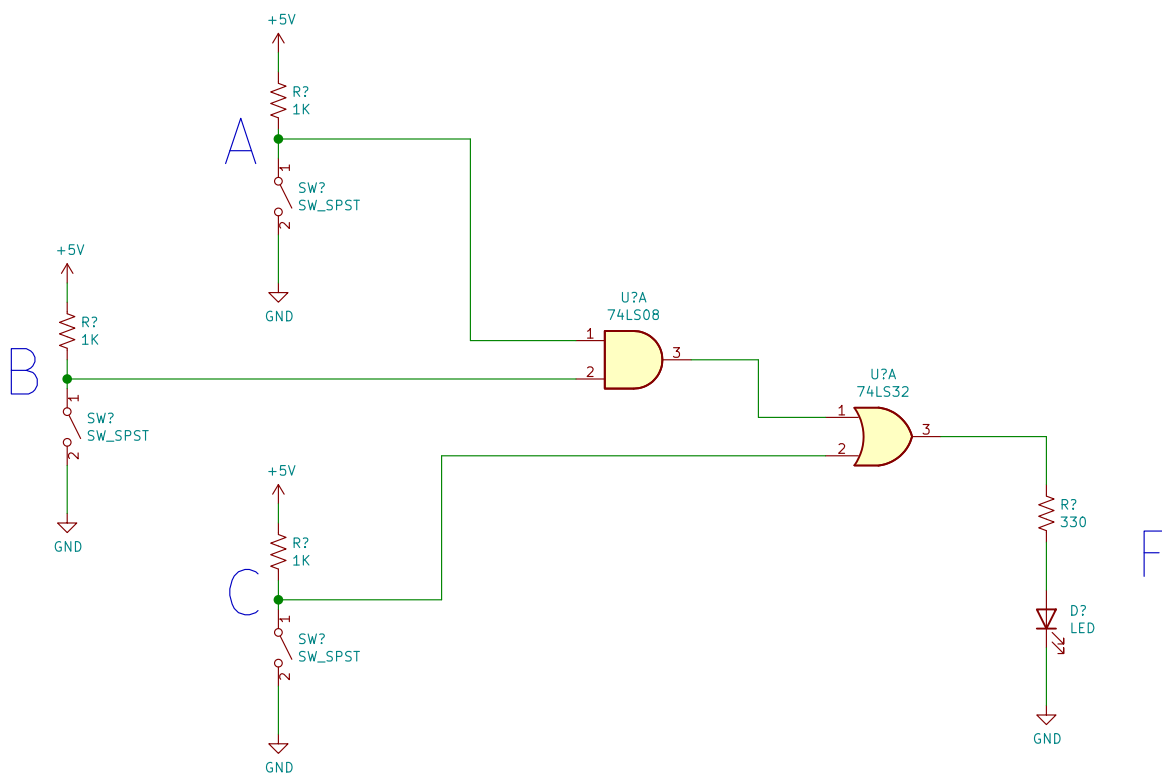 +5V
R?
1K
A
1
SW?
SW_SPST
2
GND
+5V
R?
1K
B
1
SW?
SW_SPST
2
GND
U?A
74LS08
1
2
3
U?A
74LS32
1
2
3
+5V
R?
1K
C
1
SW?
SW_SPST
2
GND
R?
330
F
D?
LED
GND